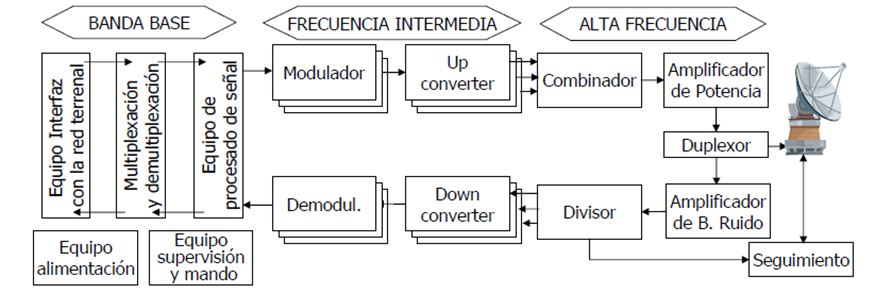 BANDA BASE
FRECUENCIA INTERMEDIA
ALTA FRECUENCIA
Equipo Interfaz
con la red terrenal
Multiplexación
y demultiplexación
Equipo de
procesado de señal
Modulador
Up
converter
Combinador
Amplificador
de Potencia
Duplexor
Demodul.
Down
converter
Divisor
Amplificador
de B. Ruido
Equipo
alimentación
Equipo
supervisión
y mando
Seguimiento